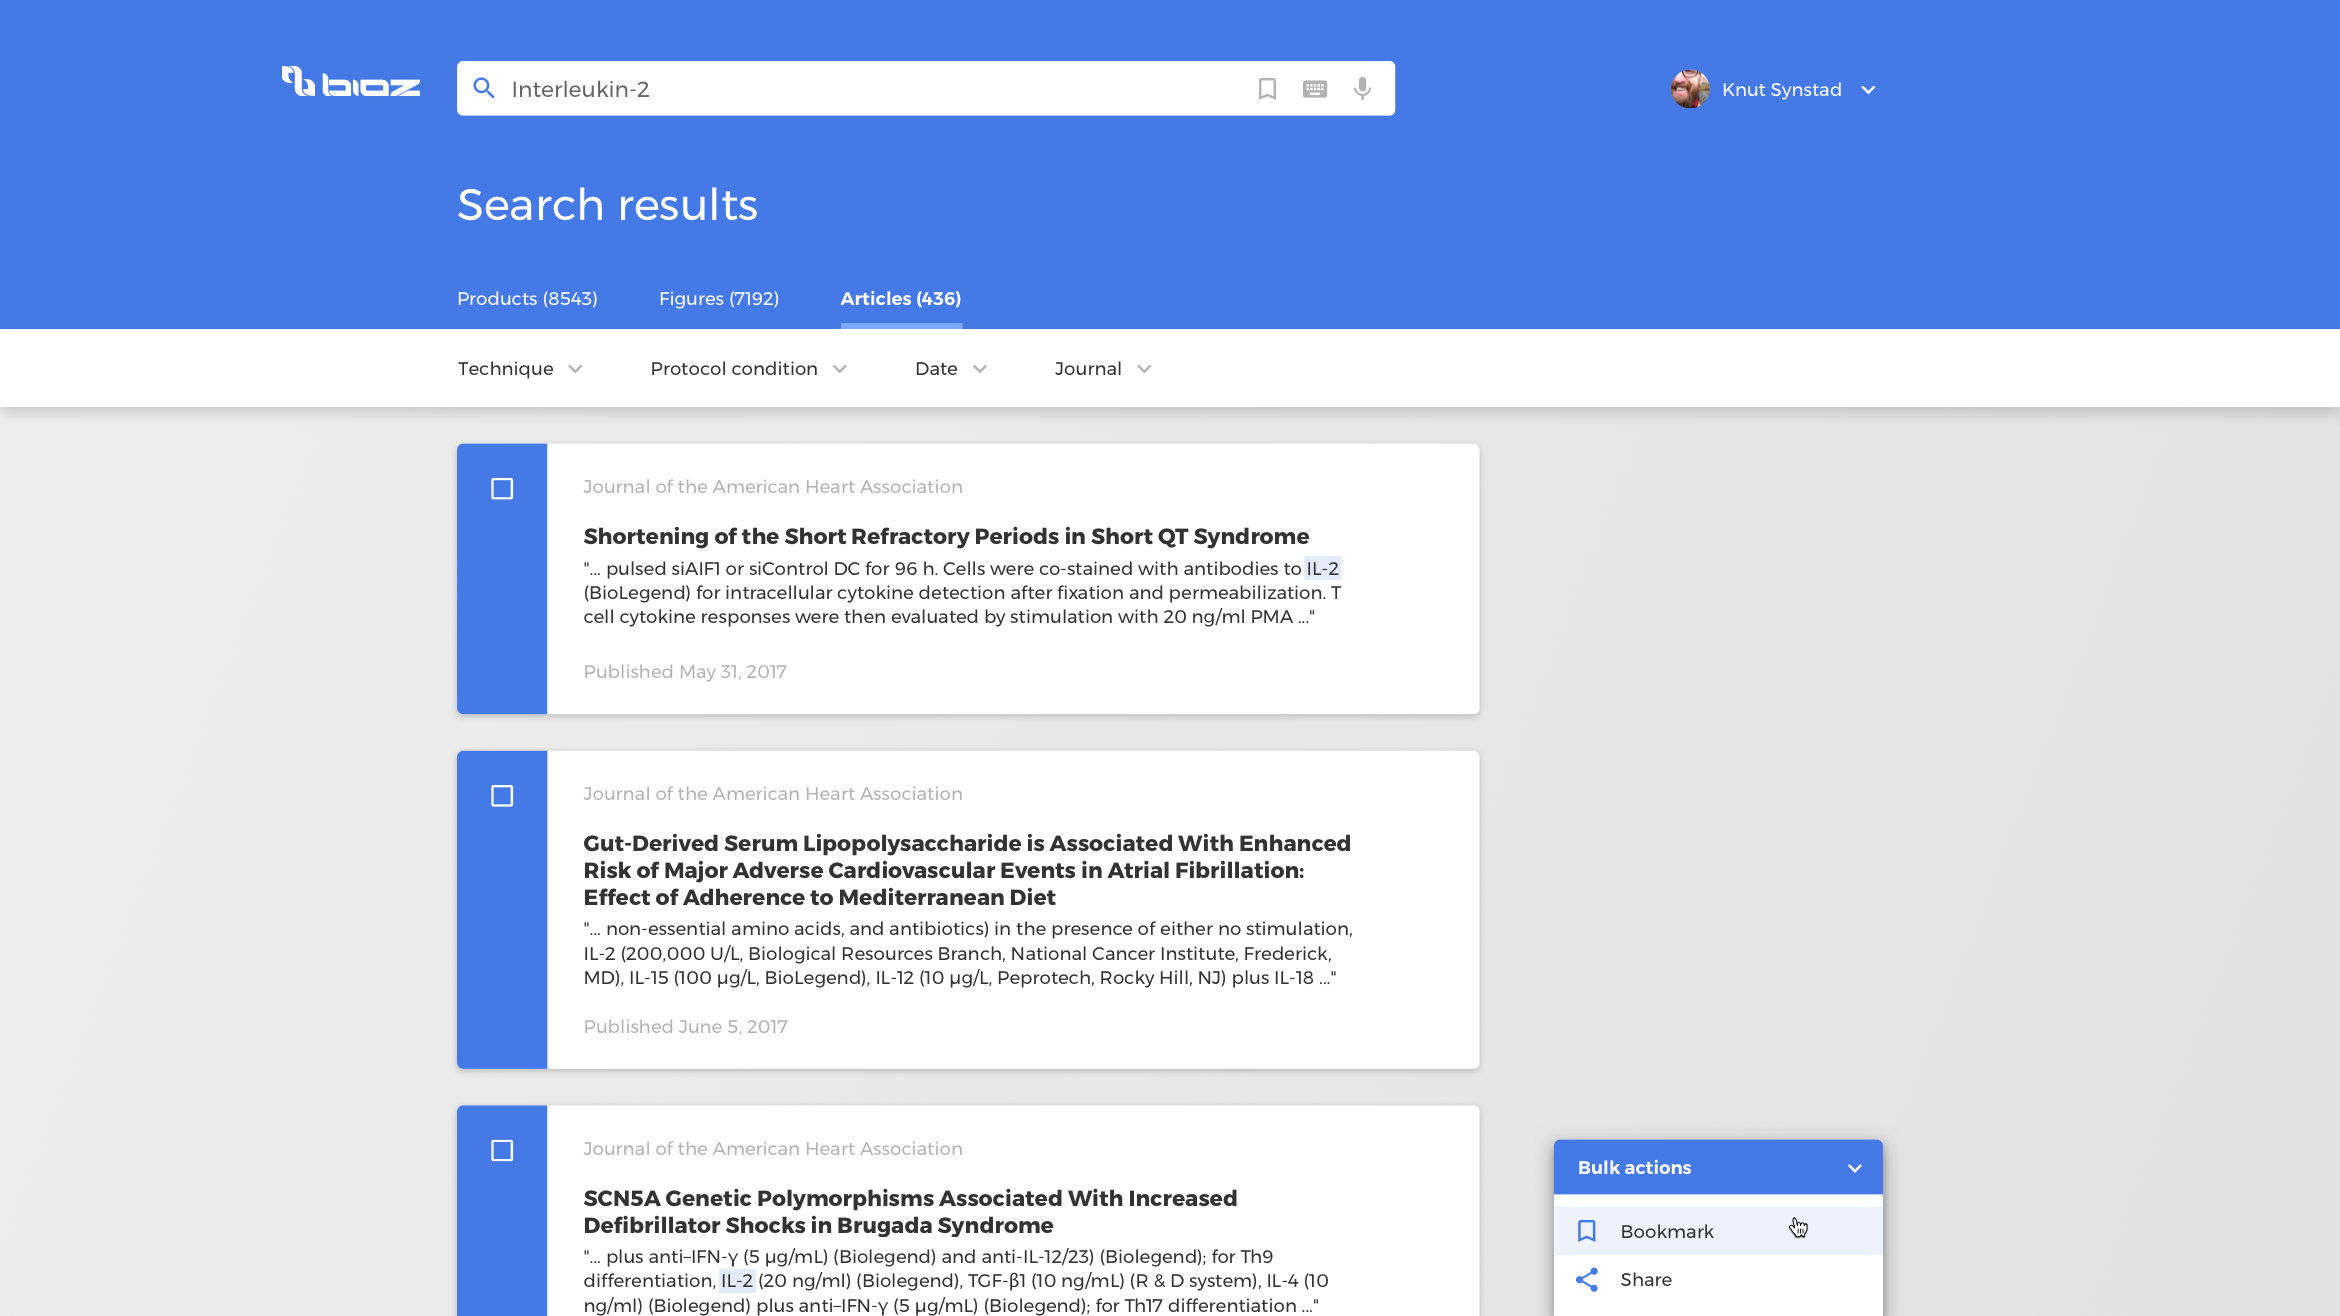 bioz
Interleukin-2
Knut Synstad
Search results
Products (8543)
Figures (7192)
Articles (436)
Technique
Protocol condition
Date
Journal
Journal of the American Heart Association
Shortening of the Short Refractory Periods in Short QT Syndrome
"... pulsed siAIF1 or siControl DC for 96 h. Cells were co-stained with antibodies to IL-2
(BioLegend) for intracellular cytokine detection after fixation and permeabilization. T
cell cytokine responses were then evaluated by stimulation with 20 ng/ml PMA ..."
Published May 31, 2017
Journal of the American Heart Association
Gut-Derived Serum Lipopolysaccharide is Associated With Enhanced
Risk of Major Adverse Cardiovascular Events in Atrial Fibrillation:
Effect of Adherence to Mediterranean Diet
"... non-essential amino acids, and antibiotics) in the presence of either no stimulation,
IL-2 (200,000 U/L, Biological Resources Branch, National Cancer Institute, Frederick,
MD), IL-15 (100 μg/L, BioLegend), IL-12 (10 μg/L, Peprotech, Rocky Hill, NJ) plus IL-18 ..."
Published June 5, 2017
Journal of the American Heart Association
SCN5A Genetic Polymorphisms Associated With Increased
Defibrillator Shocks in Brugada Syndrome
"... plus anti–IFN-γ (5 μg/mL) (Biolegend) and anti-IL-12/23) (Biolegend); for Th9
differentiation, IL-2 (20 ng/ml) (Biolegend), TGF-β1 (10 ng/mL) (R & D system), IL-4 (10
ng/ml) (Biolegend) plus anti–IFN-γ (5 μg/mL) (Biolegend); for Th17 differentiation ..."
Bulk actions
Bookmark
Share